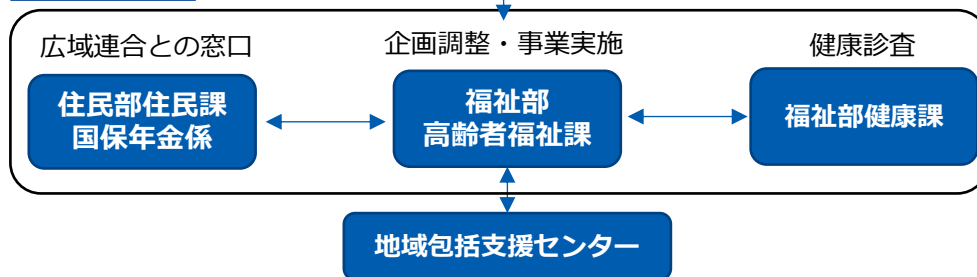 広域連合との窓口
企画調整・事業実施
健康診査
住民部住民課
国保年金係
福祉部
高齢者福祉課
福祉部健康課
地域包括支援センター